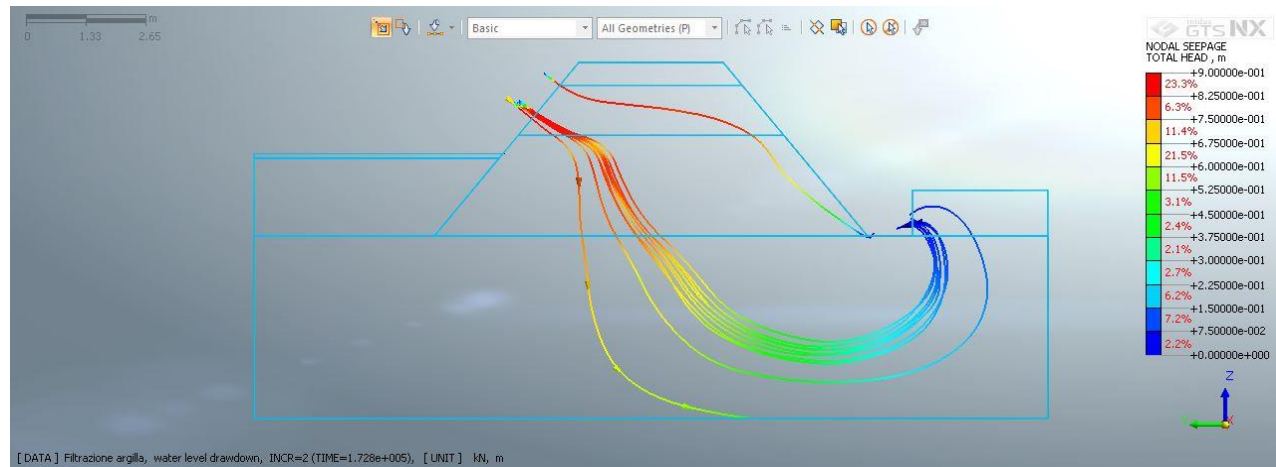 m
0 1.33 2.65
Basic
All Geometries (P)
midas
GTS NX
NODAL SEEPAGE
TOTAL HEAD , m
+9.00000e-001
23.3%
+8.25000e-001
6.3%
+7.50000e-001
11.4%
+6.75000e-001
21.5%
+6.00000e-001
11.5%
+5.25000e-001
3.1%
+4.50000e-001
2.4%
+3.75000e-001
2.1%
+3.00000e-001
2.7%
+2.25000e-001
6.2%
+1.50000e-001
7.2%
+7.50000e-002
2.2%
+0.00000e+000
Z
Y
X
[ DATA ] Filtrazione argilla, water level drawdown, INCR=2 (TIME=1.728e+005), [ UNIT ] kN, m